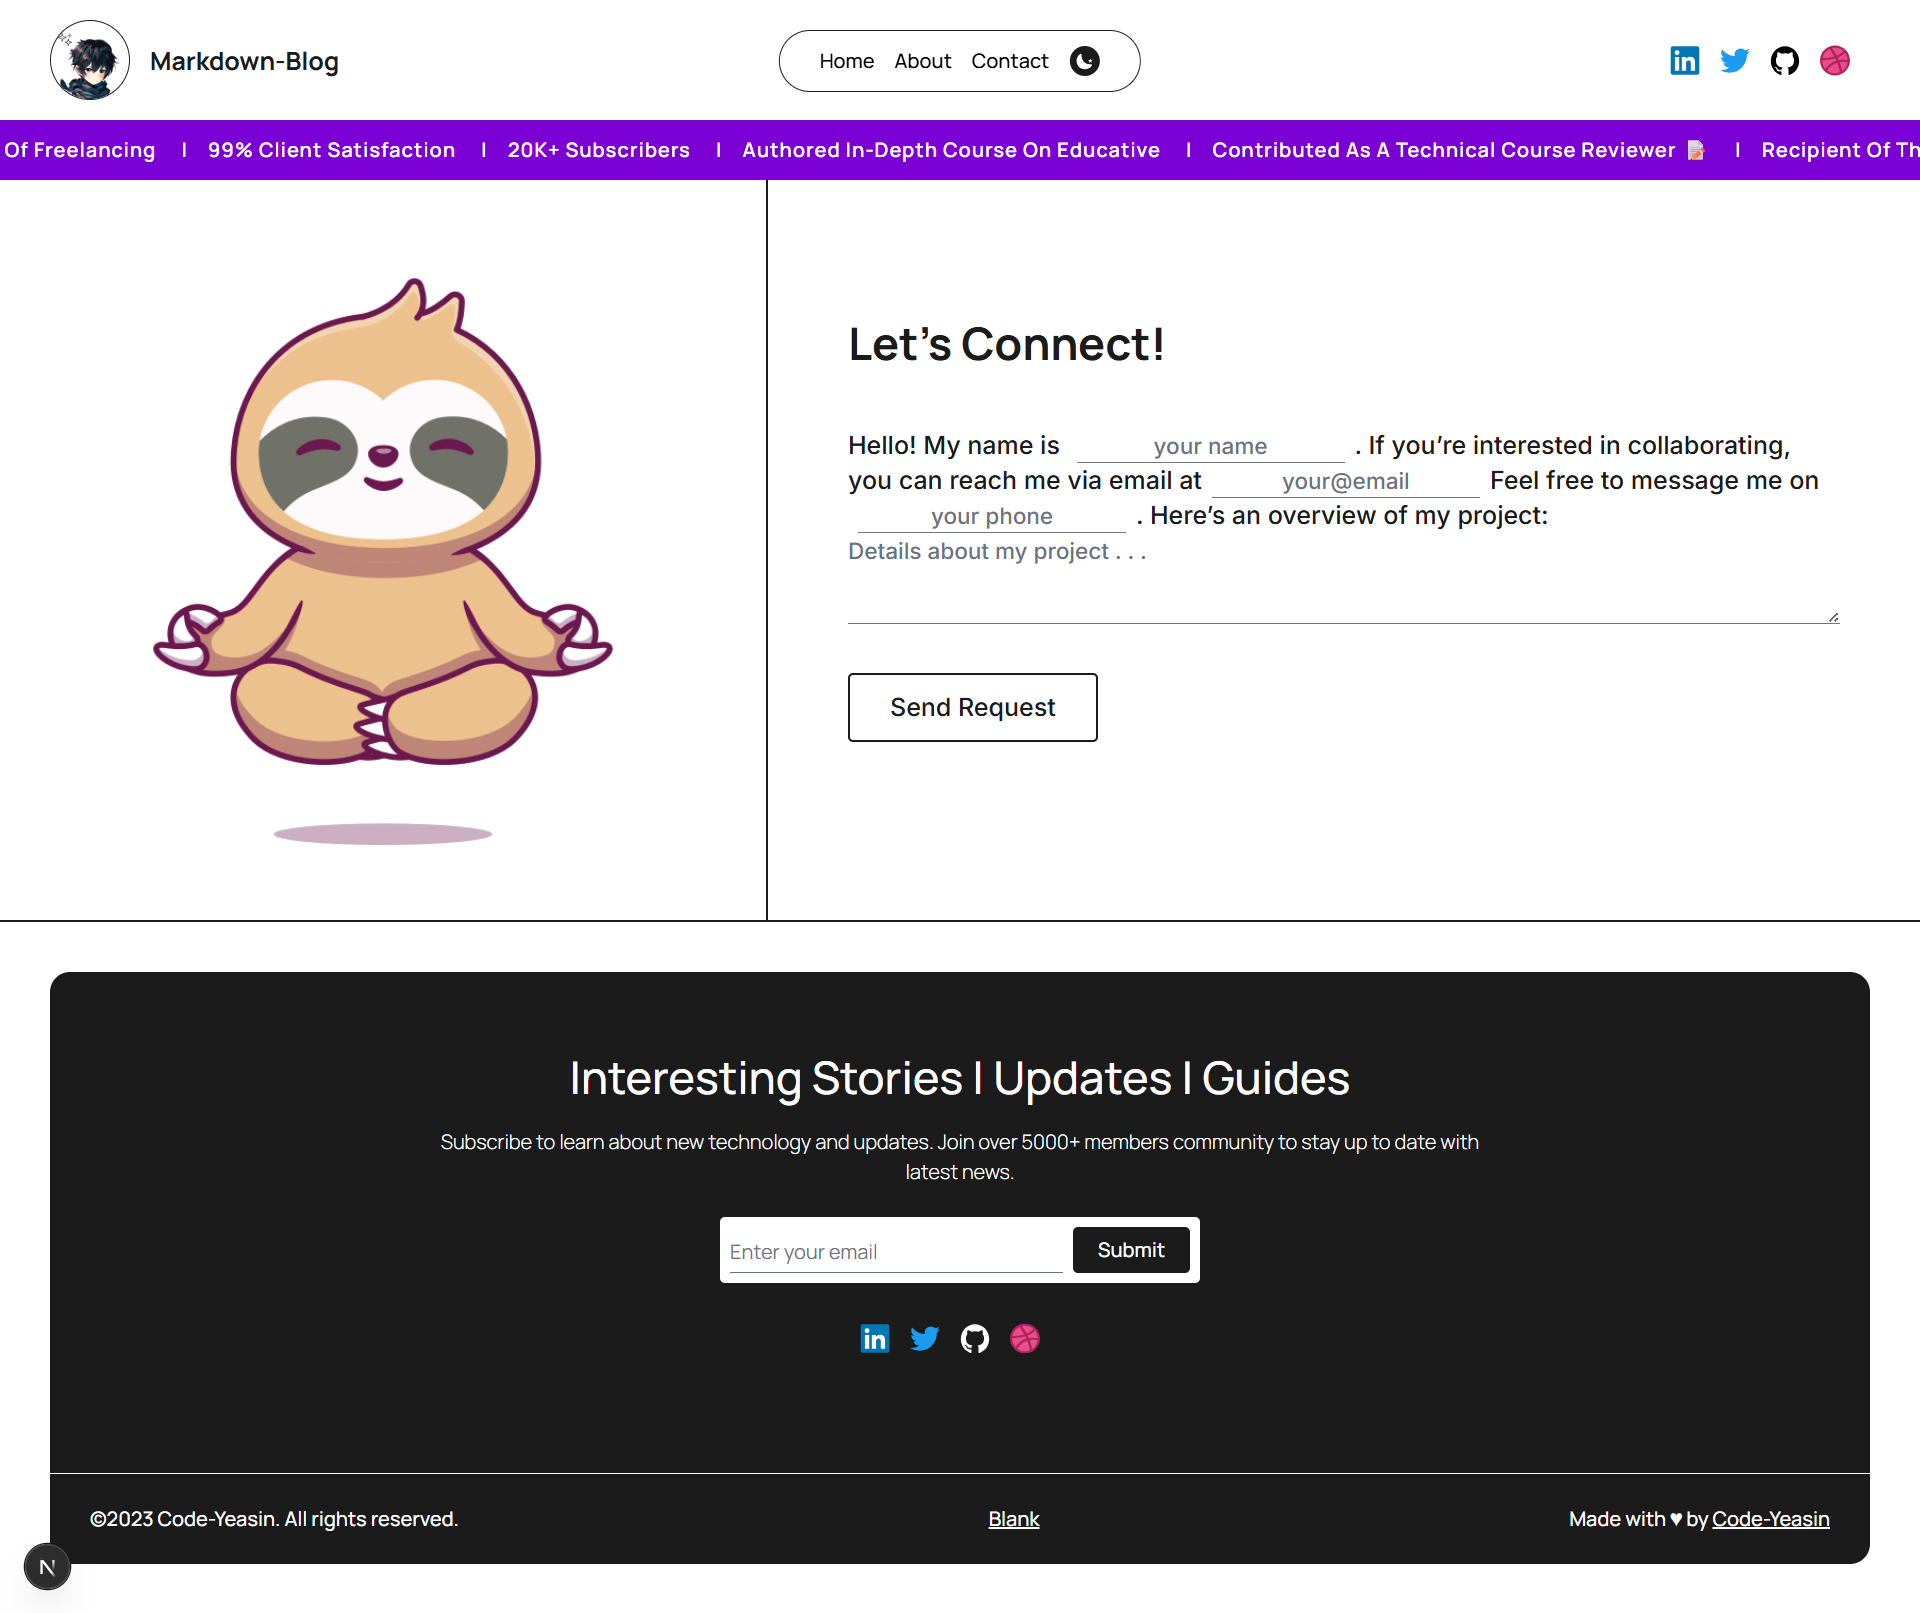 Markdown-Blog
Home About Contact
in
Of Freelancing | 99% Client Satisfaction | 20K+ Subscribers | Authored In-Depth Course On Educative | Contributed As A Technical Course Reviewer 📝 | Recipient Of Th
Let's Connect!
Hello! My name is your name . If you're interested in collaborating,
you can reach me via email at your@email Feel free to message me on
your phone . Here's an overview of my project:
Details about my project . . .
Send Request
Interesting Stories | Updates | Guides
Subscribe to learn about new technology and updates. Join over 5000+ members community to stay up to date with
latest news.
Enter your email Submit
in
©2023 Code-Yeasin. All rights reserved. Blank Made with ♥ by Code-Yeasin
N